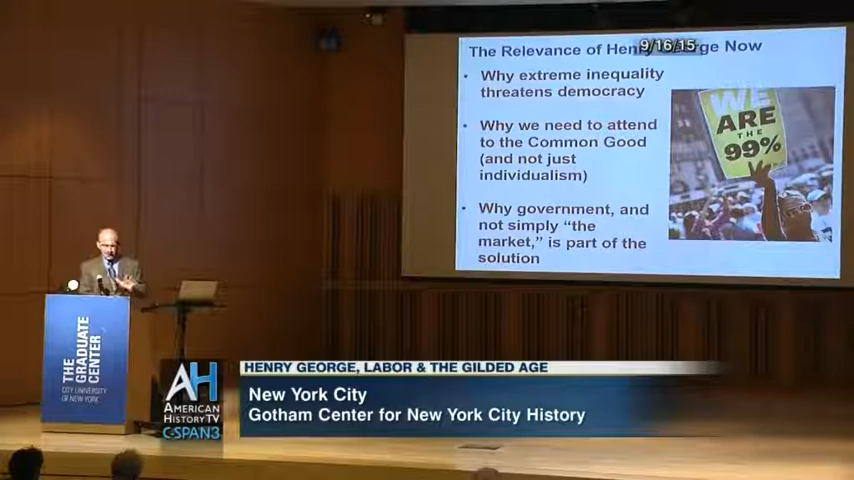 The Relevance of Henry George Now
9/16/15
• Why extreme inequality
threatens democracy
• Why we need to attend
to the Common Good
(and not just
individualism)
• Why government, and
not simply “the
market,” is part of the
solution
WE
ARE
THE
99%
THE
GRADUATE
CENTER
CITY UNIVERSITY
OF NEW YORK
AH
AMERICAN
HISTORY TV
C-SPAN3
HENRY GEORGE, LABOR & THE GILDED AGE
New York City
Gotham Center for New York City History